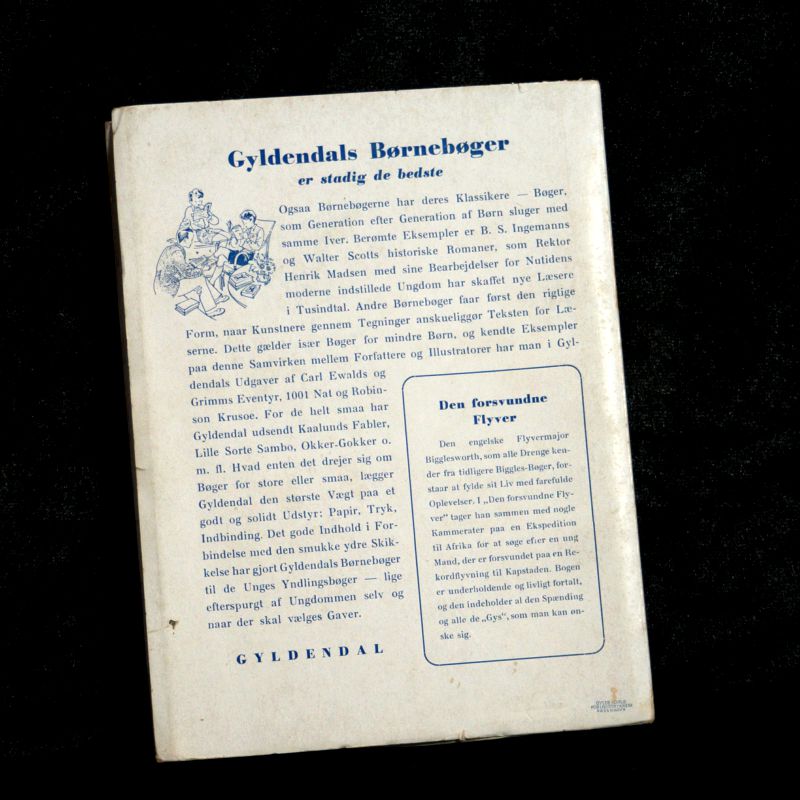 Gyldendals Børnebøger
er stadig de bedste
Ogsaa Børnebøgerne har deres Klassikere — Bøger,
som Generation efter Generation af Børn sluger med
samme Iver. Berømte Eksempler er B. S. Ingemanns
og Walter Scotts historiske Romaner, som Rektor
Henrik Madsen med sine Bearbejdelser for Nutidens
moderne indstillede Ungdom har skaffet nye Læsere
i Tusindtal. Andre Børnebøger faar først den rigtige
Form, naar Kunstnere gennem Tegninger anskueliggør Teksten for Læ-
serne. Dette gælder især Bøger for mindre Børn, og kendte Eksempler
paa denne Samvirken mellem Forfattere og Illustratorer har man i Gyl-
dendals Udgaver af Carl Ewalds og
Grimms Eventyr, 1001 Nat og Robin-
son Krusoe. For de helt smaa har
Gyldendal udsendt Kaalunds Fabler,
Lille Sorte Sambo, Okker-Gokker o.
m. fl. Hvad enten det drejer sig om
Bøger for store eller smaa, lægger
Gyldendal den største Vægt paa et
godt og solidt Udstyr: Papir, Tryk,
Indbinding. Det gode Indhold i For-
bindelse med den smukke ydre Skik-
kelse har gjort Gyldendals Børnebøger
til de Unges Yndlingsbøger — lige
efterspurgt af Ungdommen selv og
naar der skal vælges Gaver.
GYLDENDAL
Den forsvundne
Flyver
Den engelske Flyvermajor
Bigglesworth, som alle Drenge ken-
der fra tidligere Biggles-Bøger, for-
staar at fylde sit Liv med farefulde
Oplevelser. I „Den forsvundne Fly-
ver" tager han sammen med nogle
Kammerater paa en Ekspedition
til Afrika for at søge efter en ung
Mand, der er forsvundet paa en Re-
kordflyvning til Kapstaden. Bogen
er underholdende og livligt fortalt,
og den indeholder al den Spænding
og alle de „Gys", som man kan øn-
ske sig.